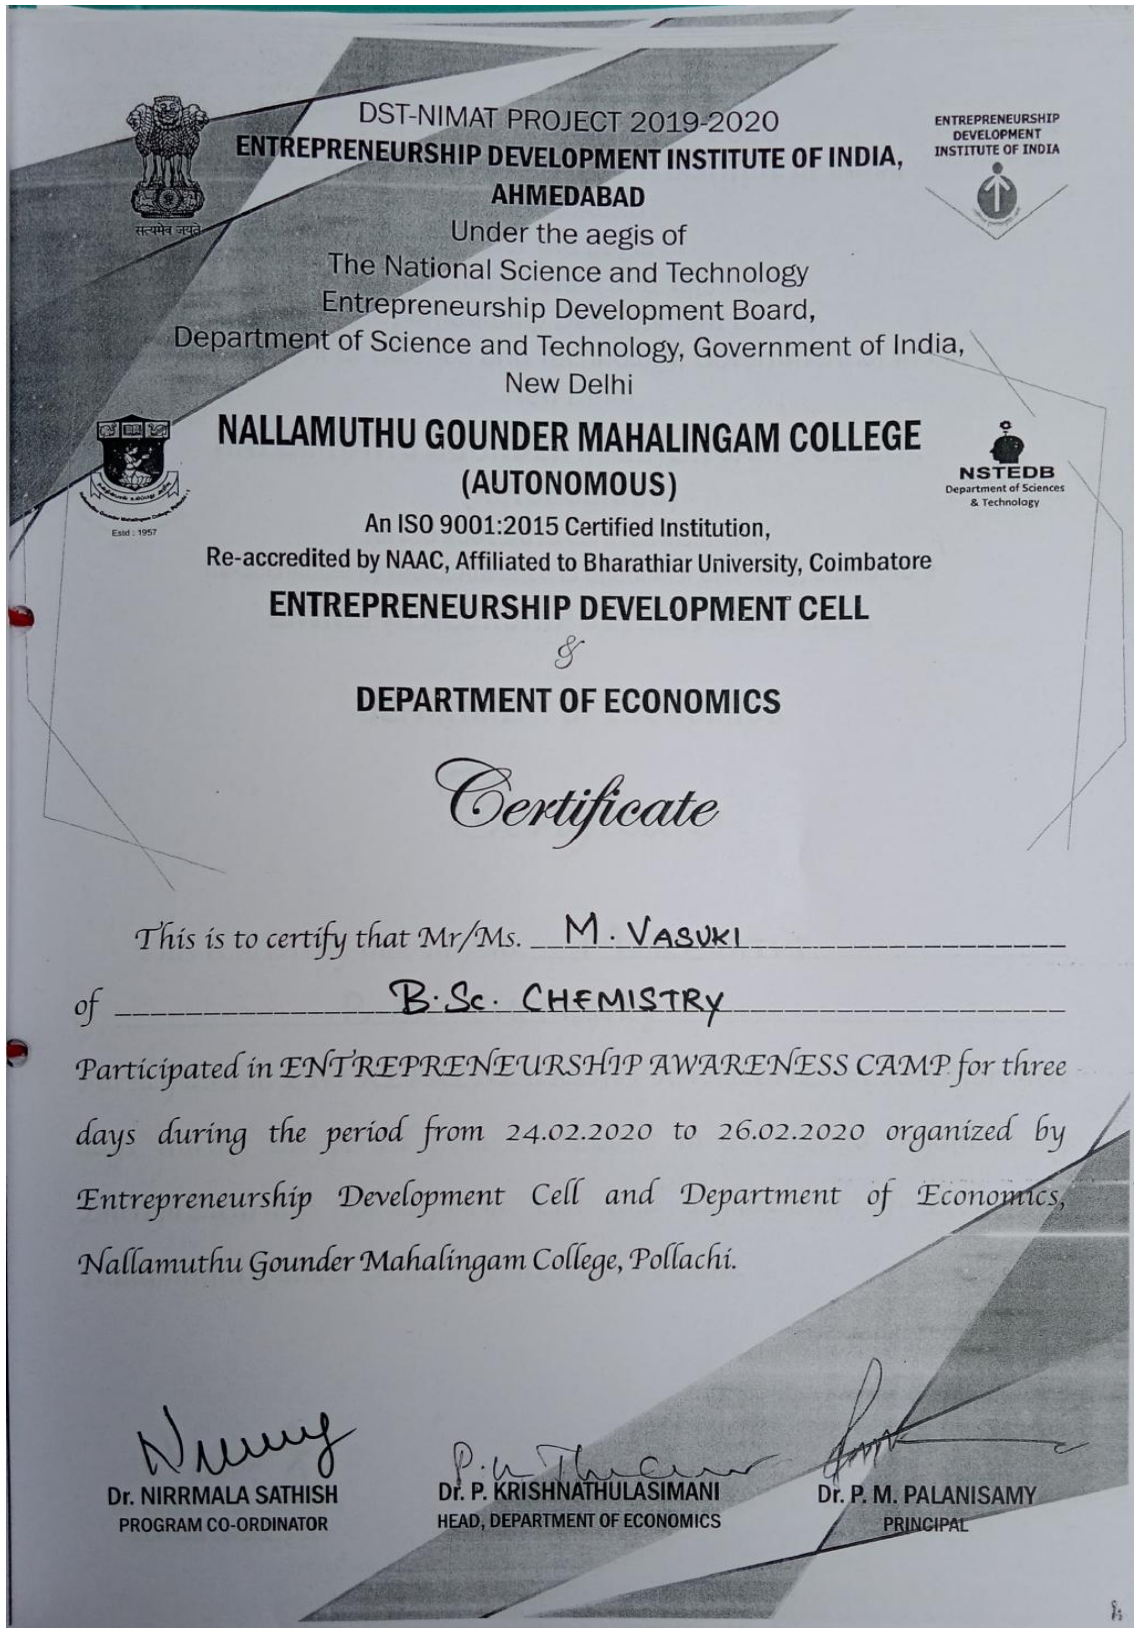 DST-NIMAT PROJECT 2019-2020
ENTREPRENEURSHIP DEVELOPMENT INSTITUTE OF INDIA,
AHMEDABAD
Under the aegis of
The National Science and Technology
Entrepreneurship Development Board,
Department of Science and Technology, Government of India,
New Delhi
सत्यमेव जयते
ENTREPRENEURSHIP
DEVELOPMENT
INSTITUTE OF INDIA
NALLAMUTHU GOUNDER MAHALINGAM COLLEGE
(AUTONOMOUS)
An ISO 9001:2015 Certified Institution,
Re-accredited by NAAC, Affiliated to Bharathiar University, Coimbatore
Estd : 1957
NSTEDB
Department of Sciences
& Technology
ENTREPRENEURSHIP DEVELOPMENT CELL
&
DEPARTMENT OF ECONOMICS
Certificate
This is to certify that Mr/Ms. M. VASUKI
of B.Sc. CHEMISTRY
Participated in ENTREPRENEURSHIP AWARENESS CAMP for three
days during the period from 24.02.2020 to 26.02.2020 organized by
Entrepreneurship Development Cell and Department of Economics,
Nallamuthu Gounder Mahalingam College, Pollachi.
Dr. NIRRMALA SATHISH
PROGRAM CO-ORDINATOR
Dr. P. KRISHNATHULASIMANI
HEAD, DEPARTMENT OF ECONOMICS
Dr. P. M. PALANISAMY
PRINCIPAL